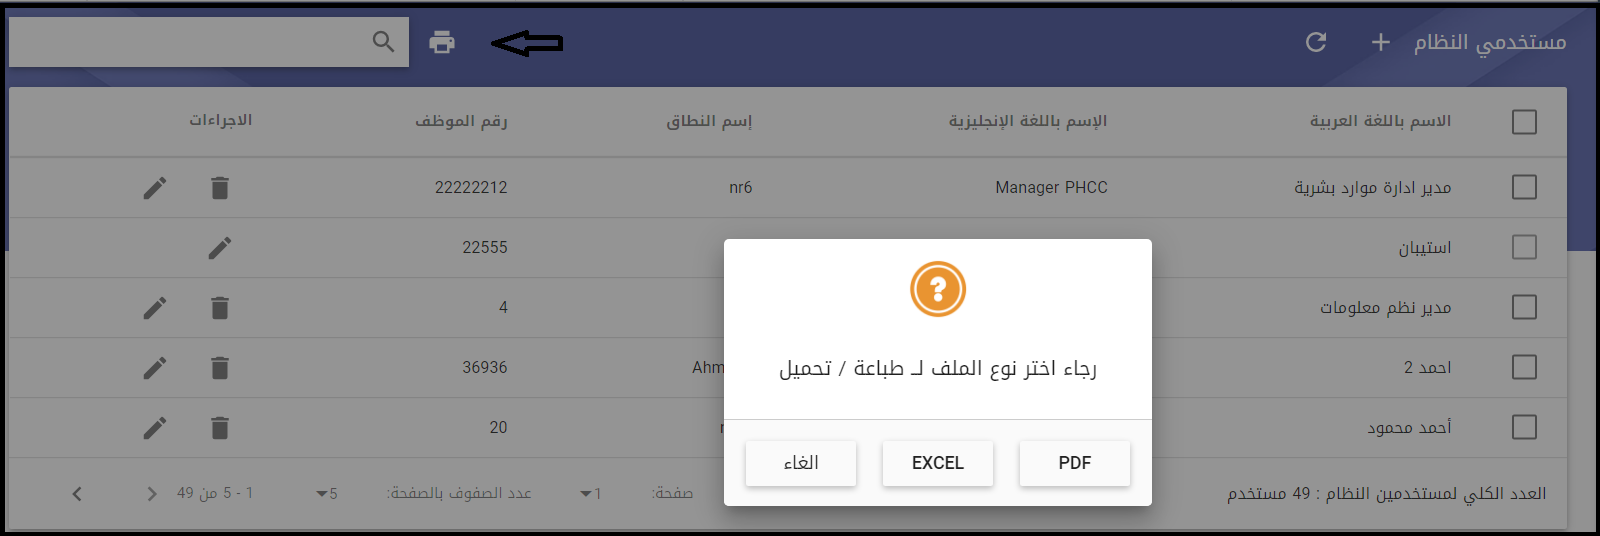 مستخدمي النظام
الاسم باللغة العربية الإسم باللغة الإنجليزية إسم النطاق رقم الموظف الاجراءات
مدير ادارة موارد بشرية Manager PHCC nr6 22222212
استيبان 22555
مدير نظم معلومات 4
احمد 2 Ahm 36936
أحمد محمود 20
العدد الكلي لمستخدمين النظام : 49 مستخدم صفحة: 1 عدد الصفوف بالصفحة: 5 1 - 5 من 49
?
رجاء اختر نوع الملف لــ طباعة / تحميل
PDF EXCEL الغاء